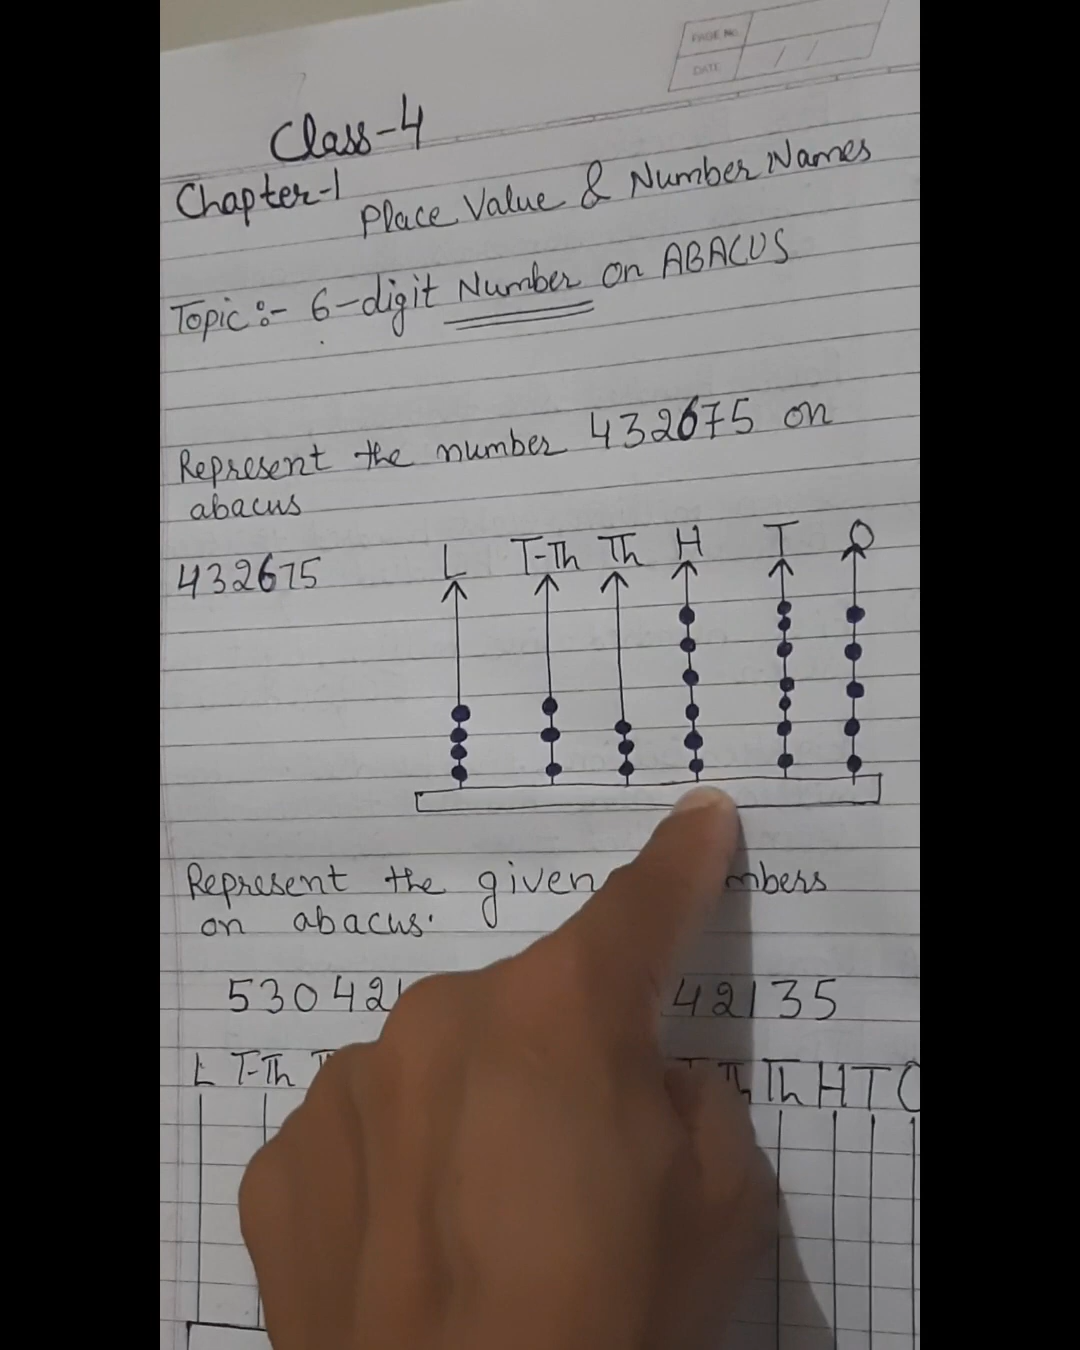 PAGE No.
DATE / /
Class-4
Chapter-1
Place Value & Number Names
Topic :- 6-digit Number on ABACUS
Represent the number 432675 on
abacus
432675
L T-Th Th H T O
Represent the given
on abacus.
530421 42135
L T-Th Th H T O